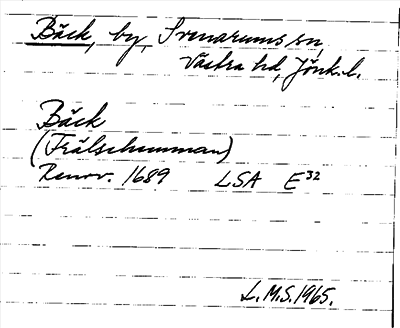 Bäck, by, Svenarums sn,
Västra hd, Jönk. l.
Bäck
(Frälsehemman)
Renov. 1689 LSA E³²
L.M.S. 1965.